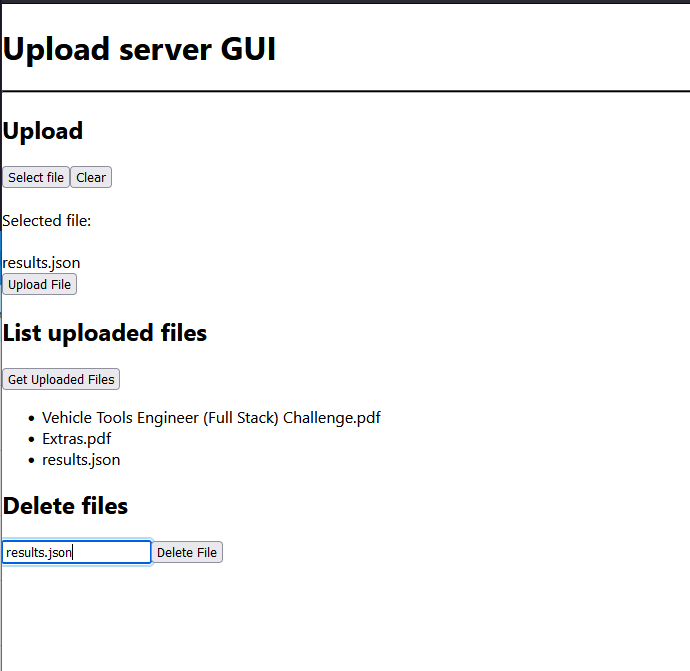 Upload server GUI
Upload
Select file Clear
Selected file:
results.json
Upload File
List uploaded files
Get Uploaded Files
Vehicle Tools Engineer (Full Stack) Challenge.pdf
Extras.pdf
results.json
Delete files
results.json Delete File